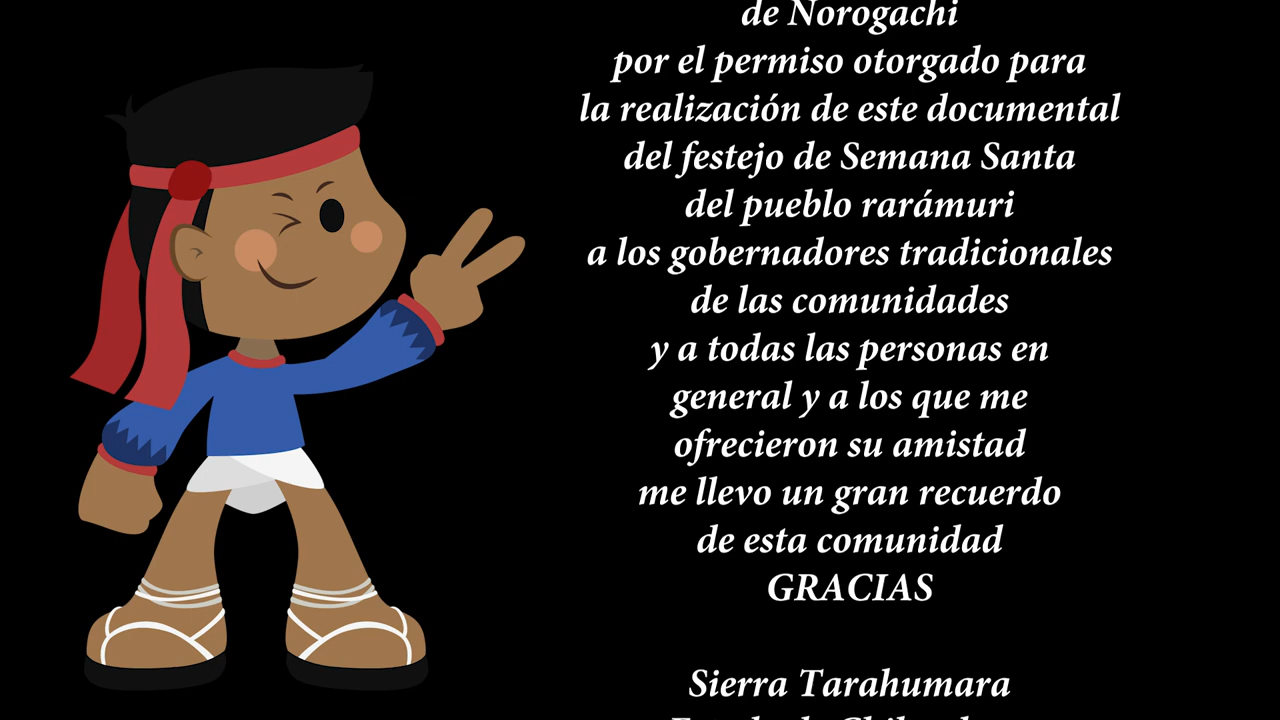 de Norogachi
por el permiso otorgado para
la realización de este documental
del festejo de Semana Santa
del pueblo rarámuri
a los gobernadores tradicionales
de las comunidades
y a todas las personas en
general y a los que me
ofrecieron su amistad
me llevo un gran recuerdo
de esta comunidad
GRACIAS
Sierra Tarahumara